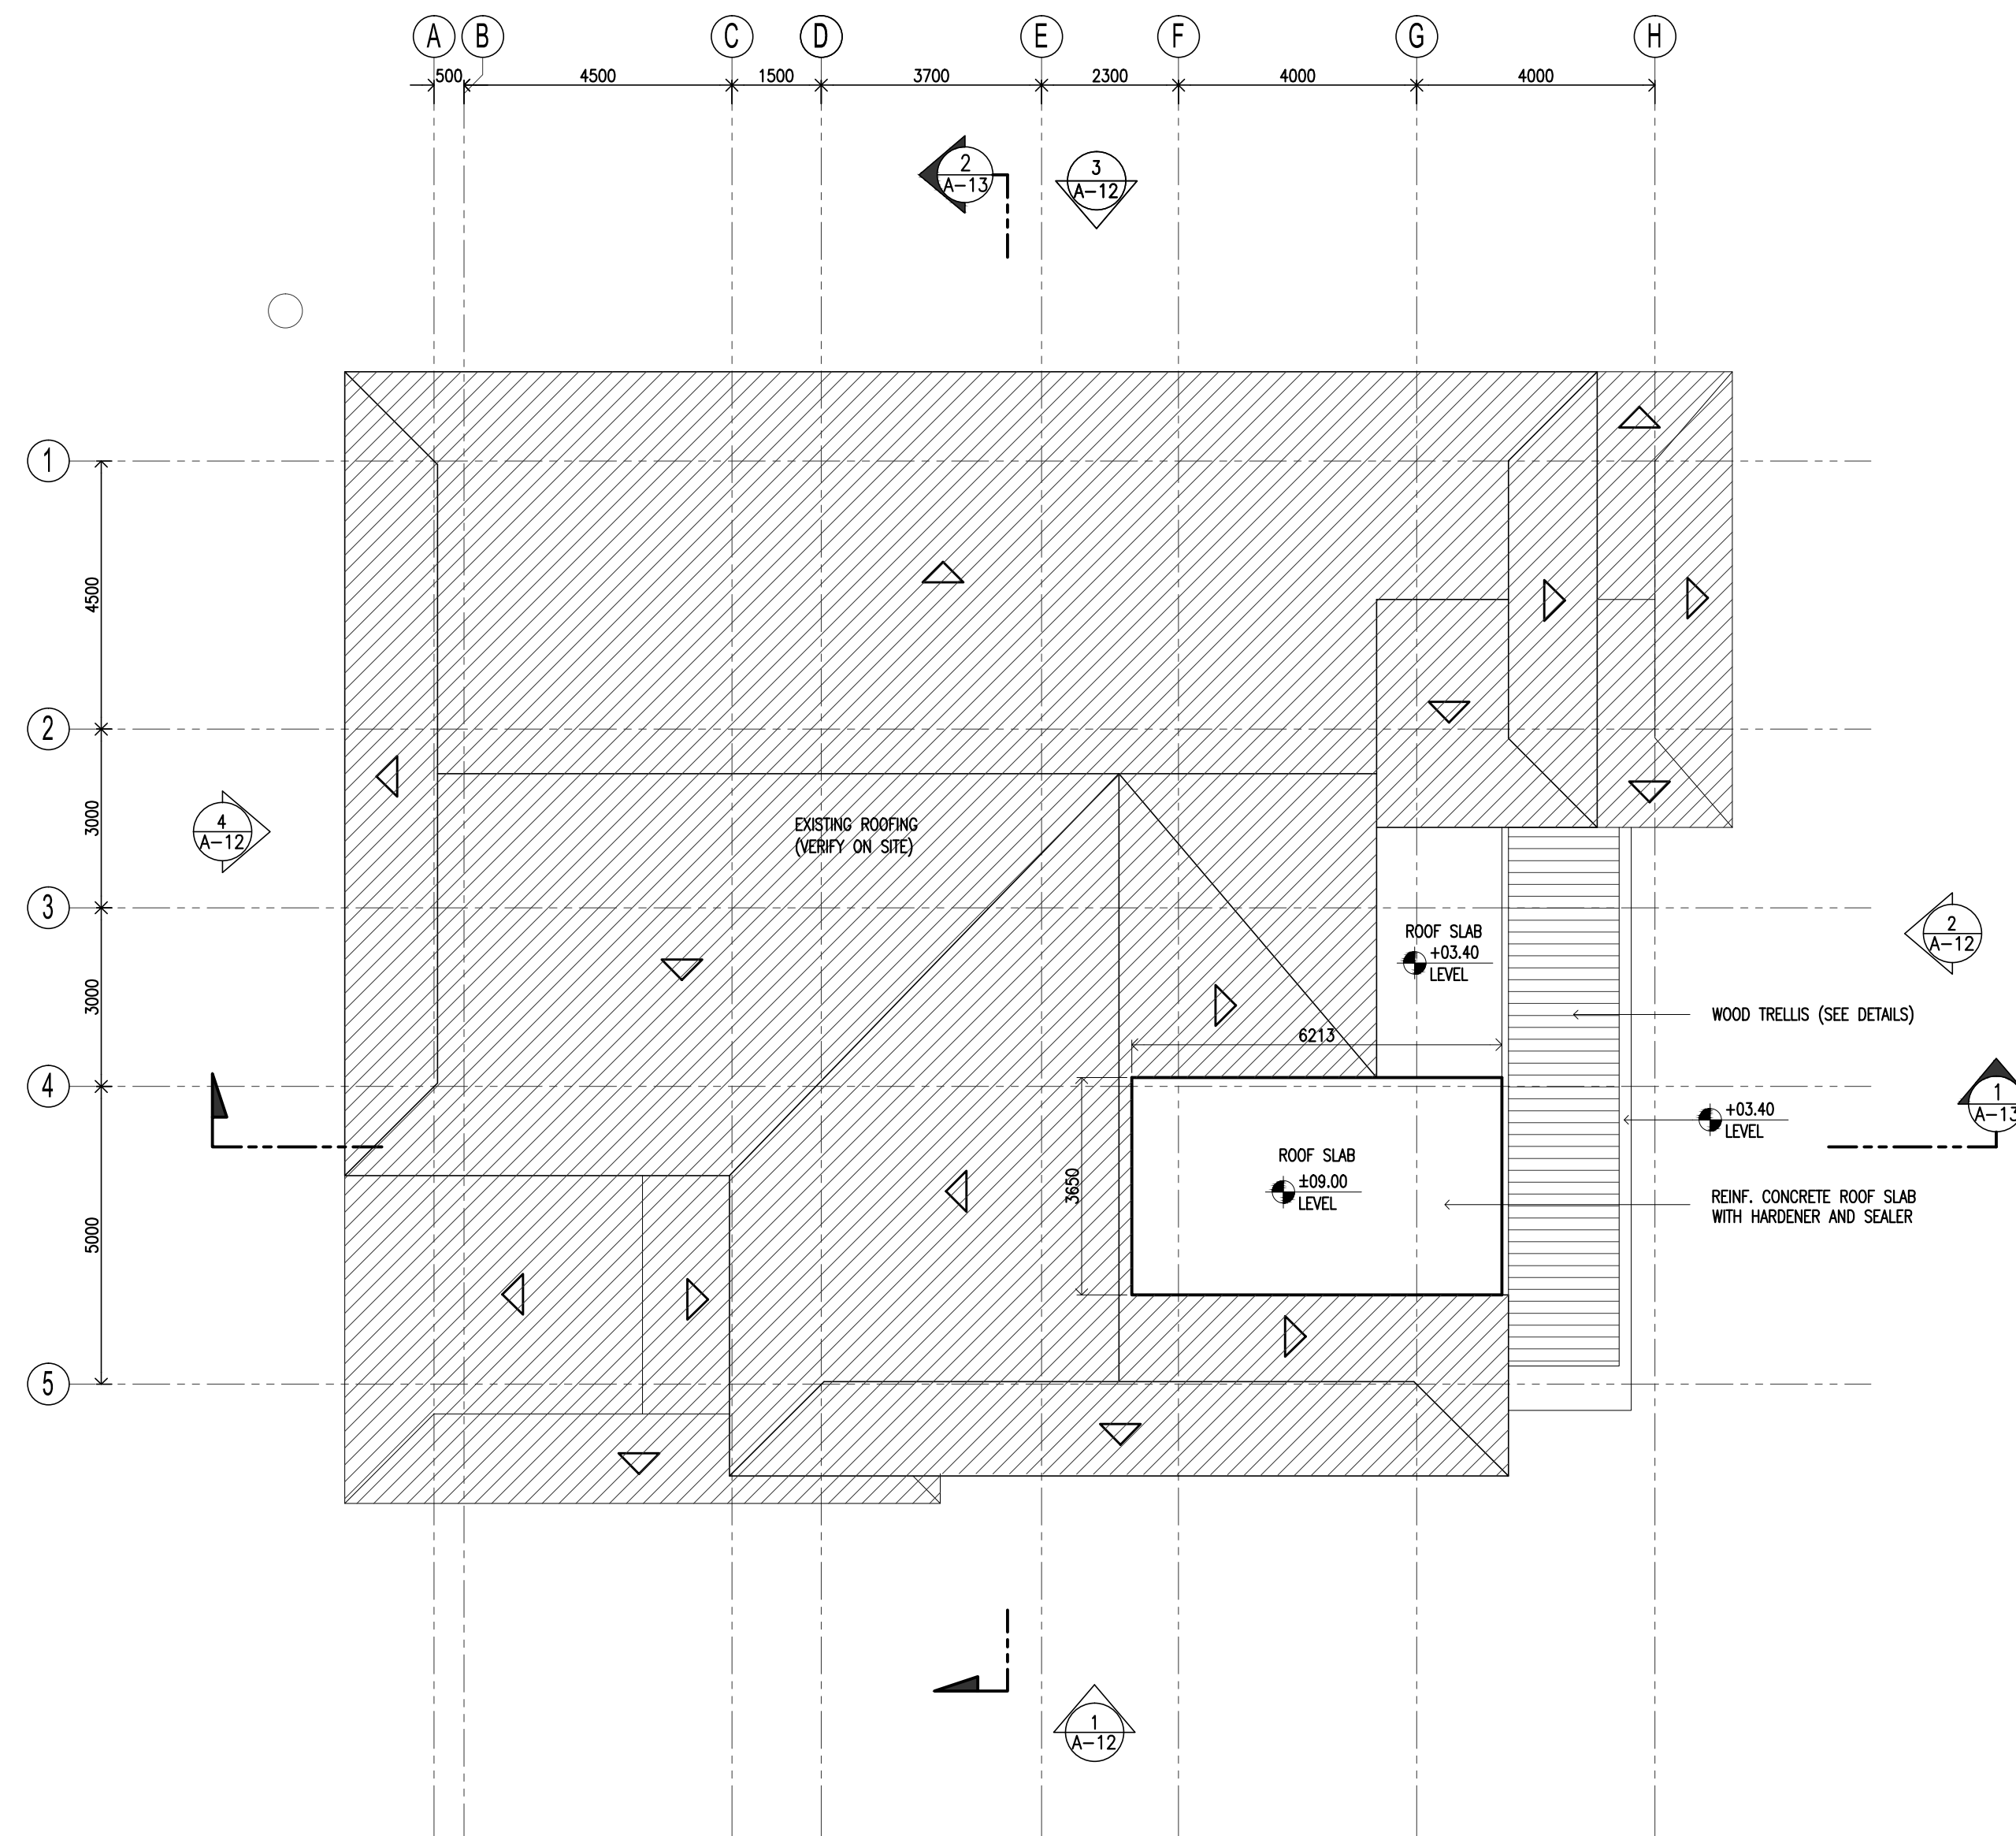 A B C D E F G H
500 4500 1500 3700 2300 4000 4000
2
A-13
3
A-12
1
4500
2
3000
4
A-12
EXISTING ROOFING
(VERIFY ON SITE)
3
3000
ROOF SLAB
+03.40
LEVEL
2
A-12
WOOD TRELLIS (SEE DETAILS)
6213
4
+03.40
LEVEL
1
A-13
3650
ROOF SLAB
±09.00
LEVEL
REINF. CONCRETE ROOF SLAB
WITH HARDENER AND SEALER
5000
5
1
A-12